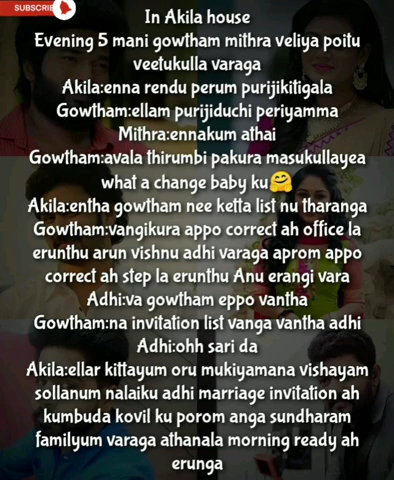 SUBSCRIBE
In Akila house
Evening 5 mani gowtham mithra veliya poitu
veetukulla varaga
Akila:enna rendu perum purijikitigala
Gowtham:ellam purijiduchi periyamma
Mithra:ennakum athai
Gowtham:avala thirumbi pakura masukullayea
what a change baby ku🤗
Akila:entha gowtham nee ketta list nu tharanga
Gowtham:vangikura appo correct ah office la
erunthu arun vishnu adhi varaga aprom appo
correct ah step la erunthu Anu erangi vara
Adhi:va gowtham eppo vantha
Gowtham:na invitation list vanga vantha adhi
Adhi:ohh sari da
Akila:ellar kittayum oru mukiyamana vishayam
sollanum nalaiku adhi marriage invitation ah
kumbuda kovil ku porom anga sundharam
familyum varaga athanala morning ready ah
erunga